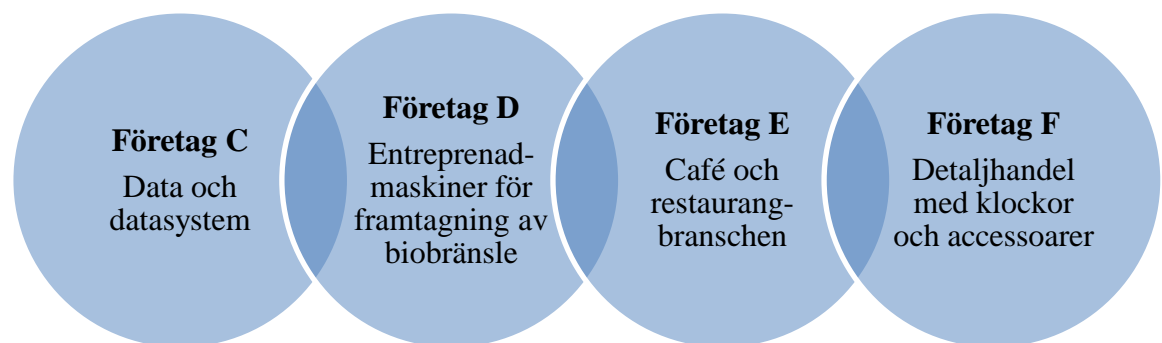 Företag C
Data och
datasystem
Företag D
Entreprenad-
maskiner för
framtagning av
biobränsle
Företag E
Café och
restaurang-
branschen
Företag F
Detaljhandel
med klockor
och accessoarer